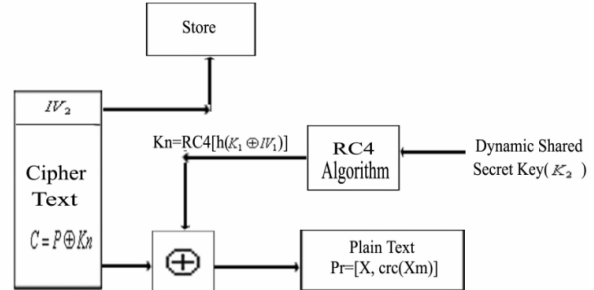 Store
IV₂
Kn=RC4[h(K₁⊕IV₁)]
RC4
Algorithm
Dynamic Shared
Secret Key(K₂ )
Cipher
Text
C=P⊕Kn
⊕
Plain Text
Pr=[X, crc(Xm)]